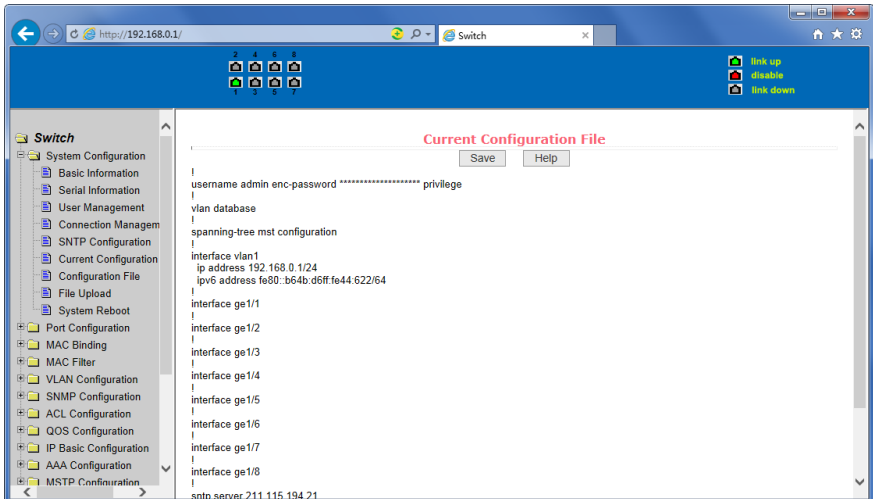 http://192.168.0.1/
Switch
2 4 6 8
1 3 5 7
link up
disable
link down
Switch
System Configuration
Basic Information
Serial Information
User Management
Connection Managem
SNTP Configuration
Current Configuration
Configuration File
File Upload
System Reboot
Port Configuration
MAC Binding
MAC Filter
VLAN Configuration
SNMP Configuration
ACL Configuration
QOS Configuration
IP Basic Configuration
AAA Configuration
MSTP Configuration
Current Configuration File
Save Help
!
username admin enc-password ******************** privilege
!
vlan database
!
spanning-tree mst configuration
!
interface vlan1
ip address 192.168.0.1/24
ipv6 address fe80::b64b:d6ff:fe44:622/64
!
interface ge1/1
!
interface ge1/2
!
interface ge1/3
!
interface ge1/4
!
interface ge1/5
!
interface ge1/6
!
interface ge1/7
!
interface ge1/8
!
sntp server 211.115.194.21